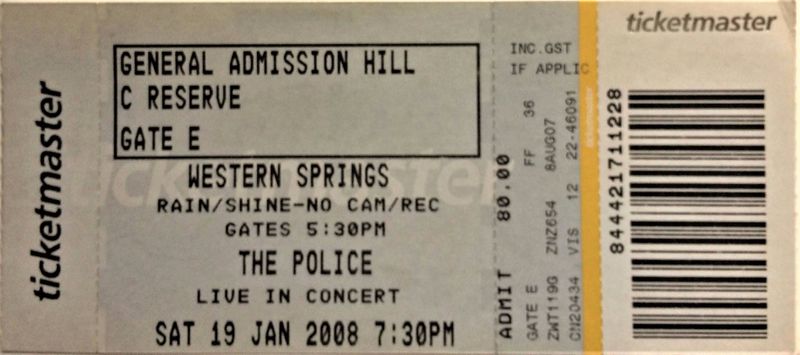 ticketmaster
GENERAL ADMISSION HILL
C RESERVE
GATE E
WESTERN SPRINGS
RAIN/SHINE-NO CAM/REC
GATES 5:30PM
THE POLICE
LIVE IN CONCERT
SAT 19 JAN 2008 7:30PM
INC.GST
IF APPLIC
ADMIT 80.00
GATE E FF 36
ZWT119G ZNZ654 8AUG07
CN20434 VIS 12 22-46091
ticketmaster
ticketmaster
844421711228
ticketmaster